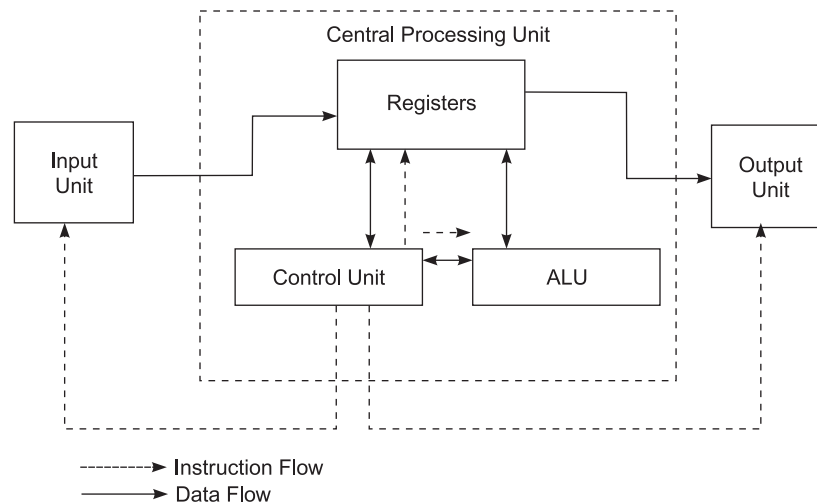 Central Processing Unit
Registers
Input
Unit
Output
Unit
Control Unit
ALU
Instruction Flow
Data Flow